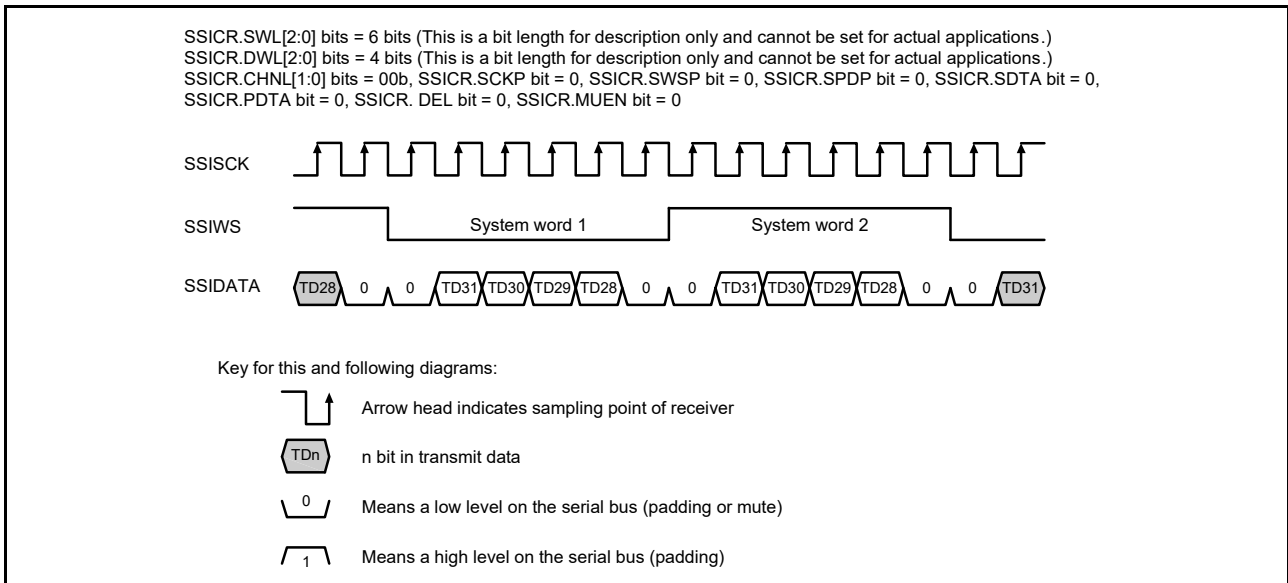 SSICR.SWL[2:0] bits = 6 bits (This is a bit length for description only and cannot be set for actual applications.)
SSICR.DWL[2:0] bits = 4 bits (This is a bit length for description only and cannot be set for actual applications.)
SSICR.CHNL[1:0] bits = 00b, SSICR.SCKP bit = 0, SSICR.SWSP bit = 0, SSICR.SPDP bit = 0, SSICR.SDTA bit = 0,
SSICR.PDTA bit = 0, SSICR. DEL bit = 0, SSICR.MUEN bit = 0
SSISCK
SSIWS System word 1 System word 2
SSIDATA TD28 0 0 TD31 TD30 TD29 TD28 0 0 TD31 TD30 TD29 TD28 0 0 TD31
Key for this and following diagrams:
Arrow head indicates sampling point of receiver
TDn n bit in transmit data
0 Means a low level on the serial bus (padding or mute)
1 Means a high level on the serial bus (padding)